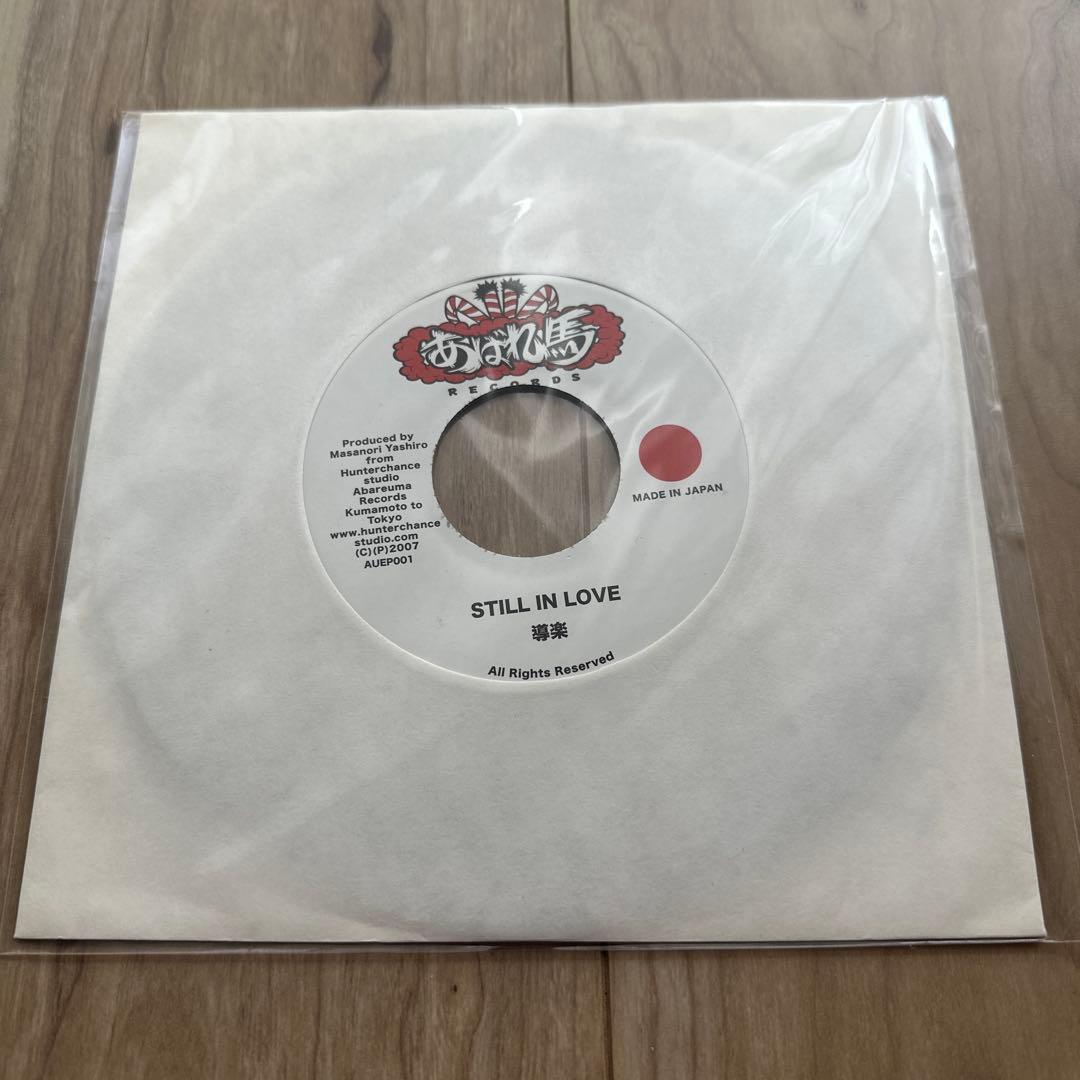 あばれ馬
RECORDS
Produced by
Masanori Yashiro
from
Hunterchance
studio
Abareuma
Records
Kumamoto to
Tokyo
www.hunterchance
studio.com
(C)(P)2007
AUEP001
MADE IN JAPAN
STILL IN LOVE
導楽
All Rights Reserved